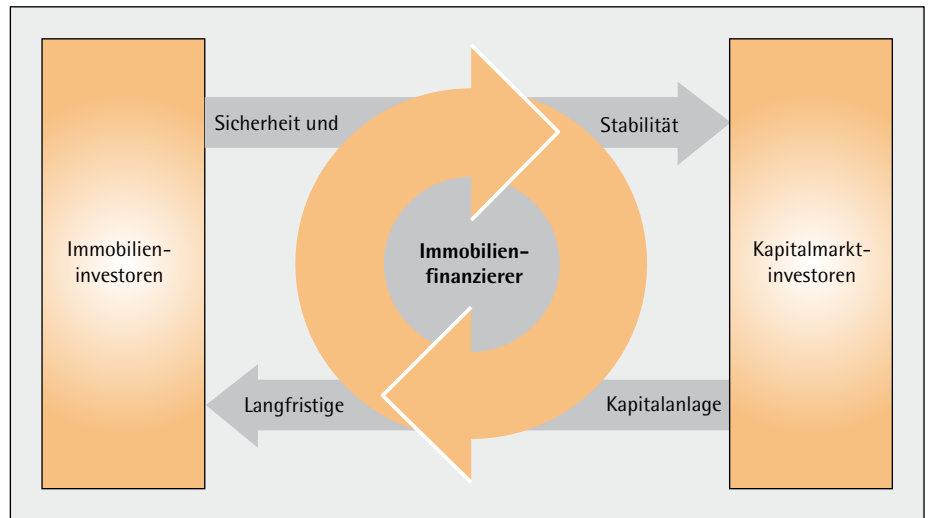 Sicherheit und
Stabilität
Immobilien-
investoren
Immobilien-
finanzierer
Kapitalmarkt-
investoren
Langfristige
Kapitalanlage